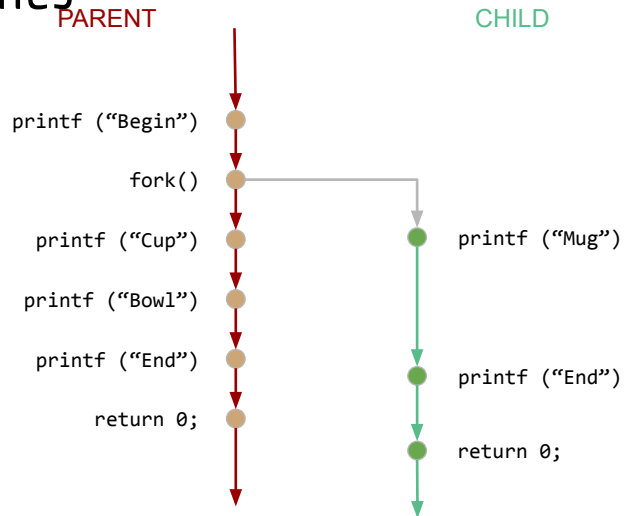 PARENT
CHILD
printf (“Begin”)
fork()
printf (“Cup”)
printf (“Mug”)
printf (“Bowl”)
printf (“End”)
printf (“End”)
return 0;
return 0;